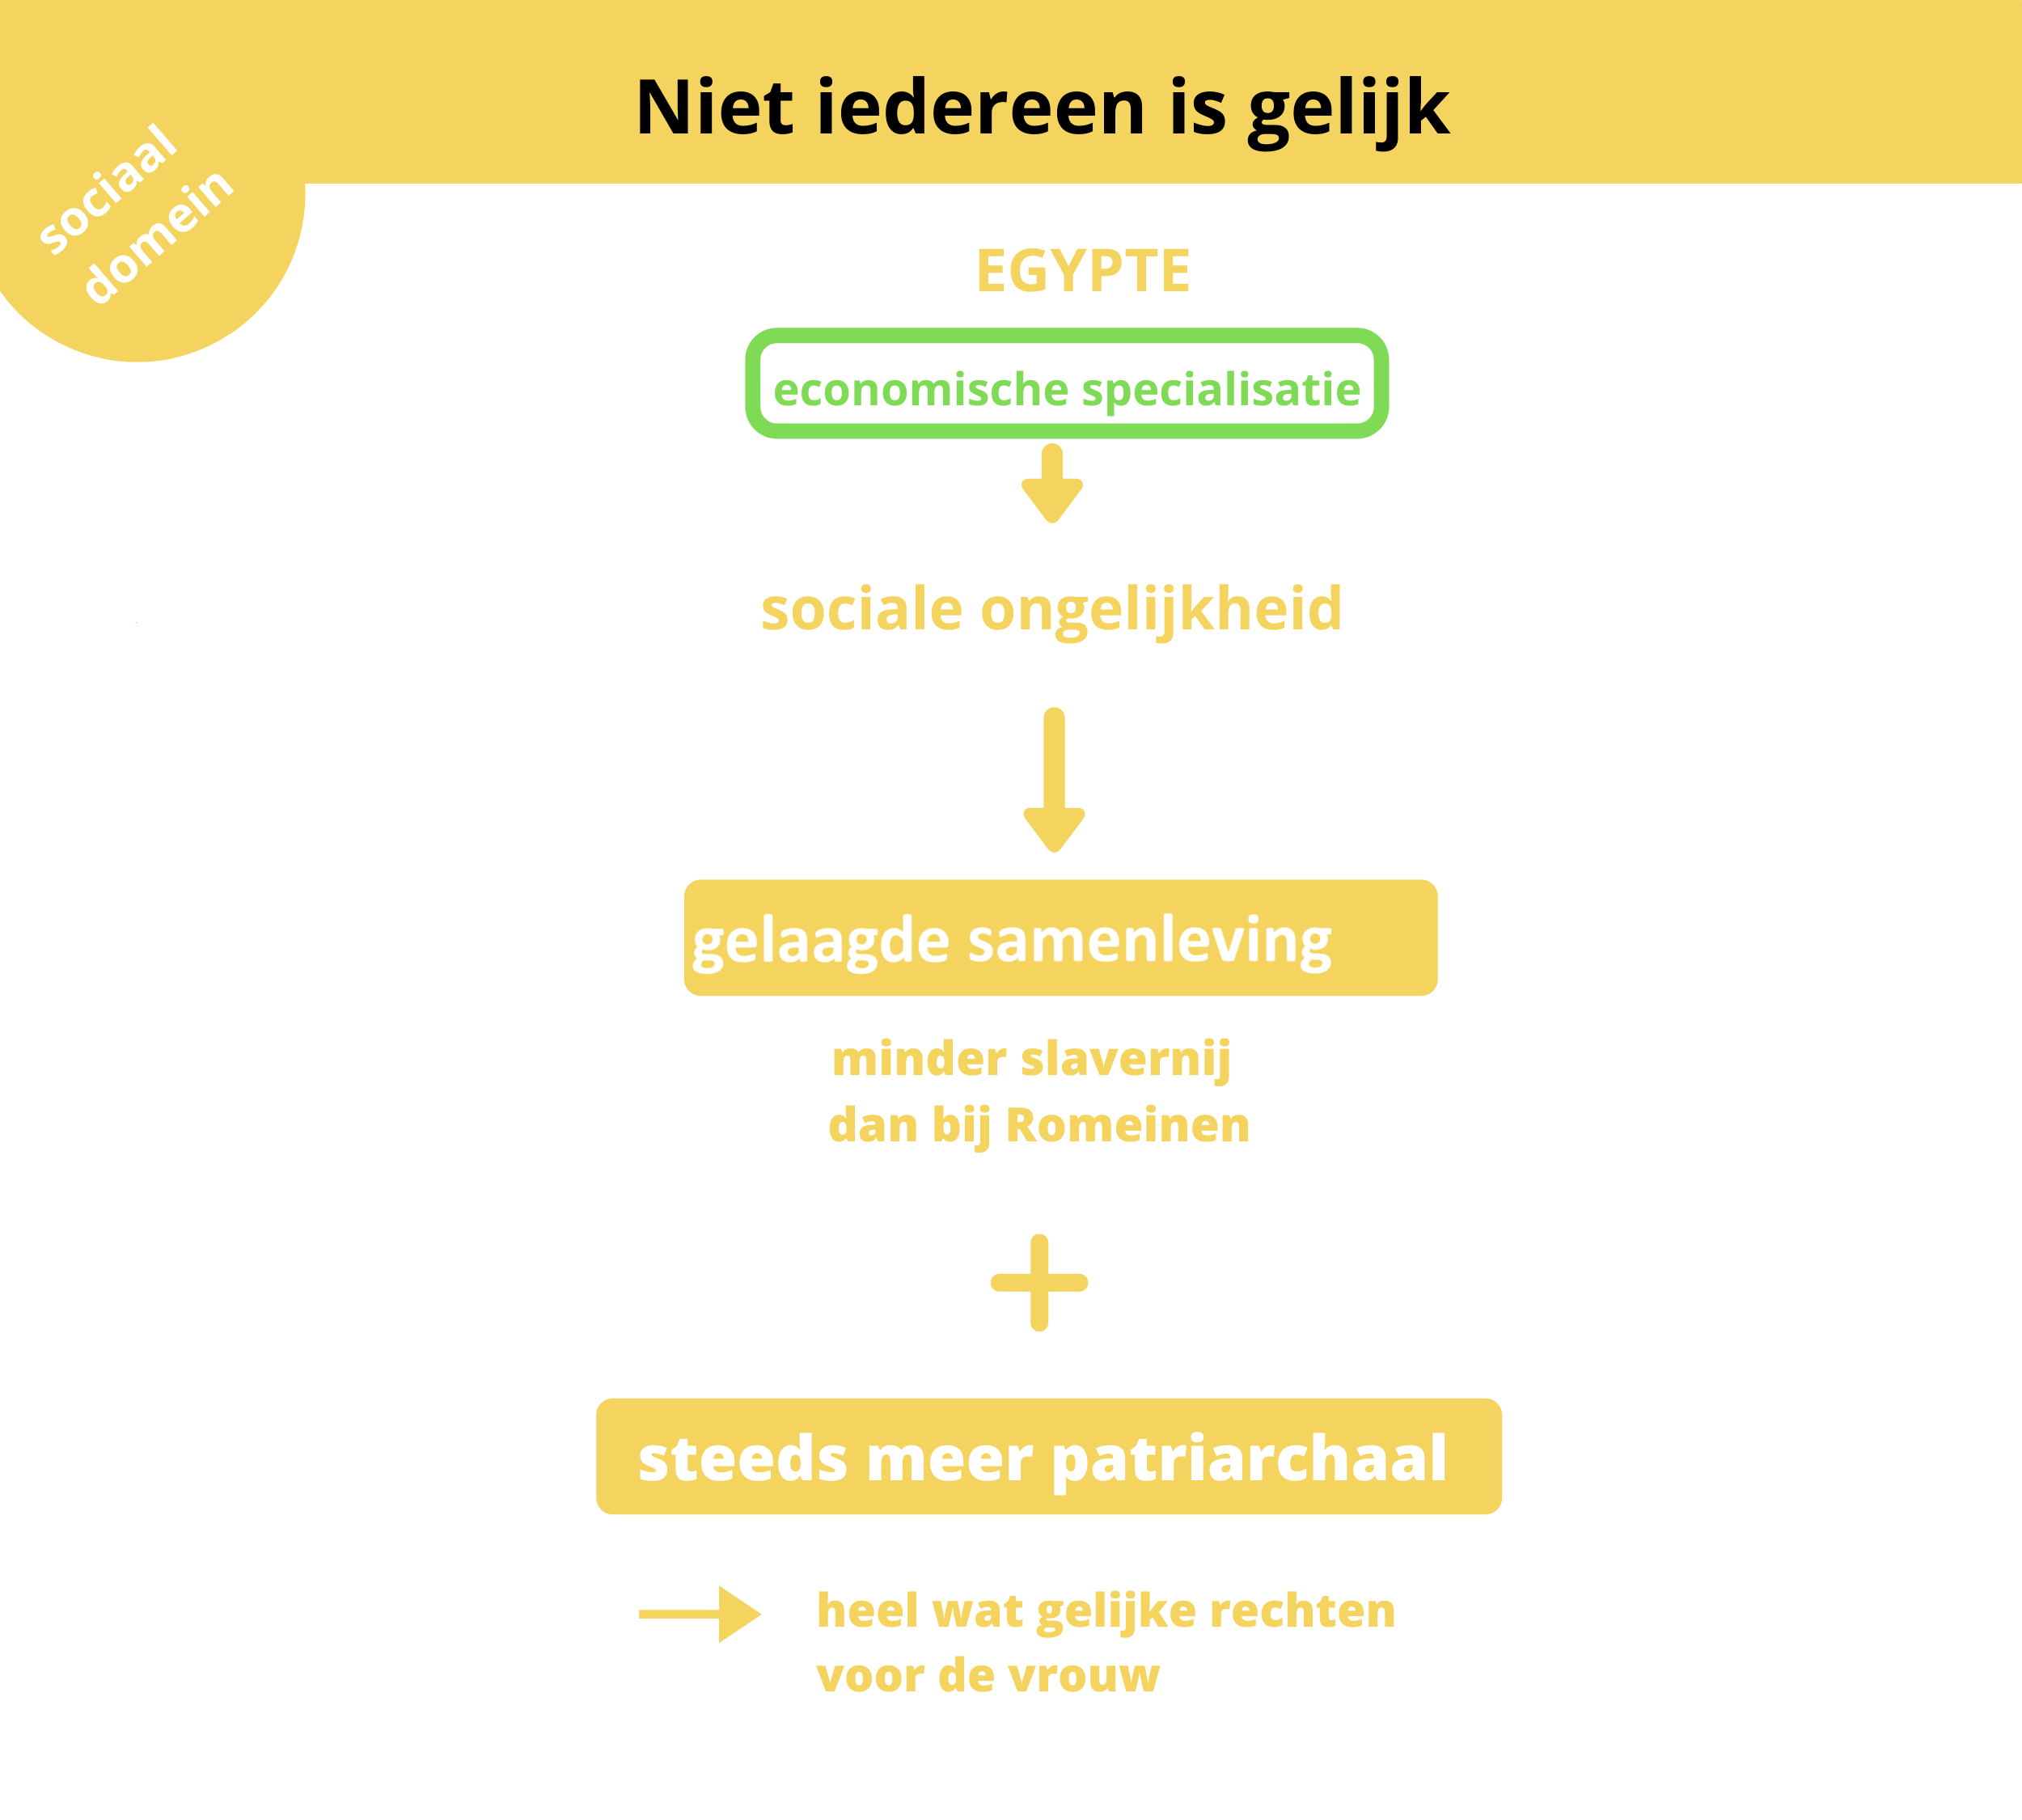 Niet iedereen is gelijk
sociaal
domein
EGYPTE
economische specialisatie
sociale ongelijkheid
gelaagde samenleving
minder slavernij
dan bij Romeinen
steeds meer patriarchaal
heel wat gelijke rechten
voor de vrouw